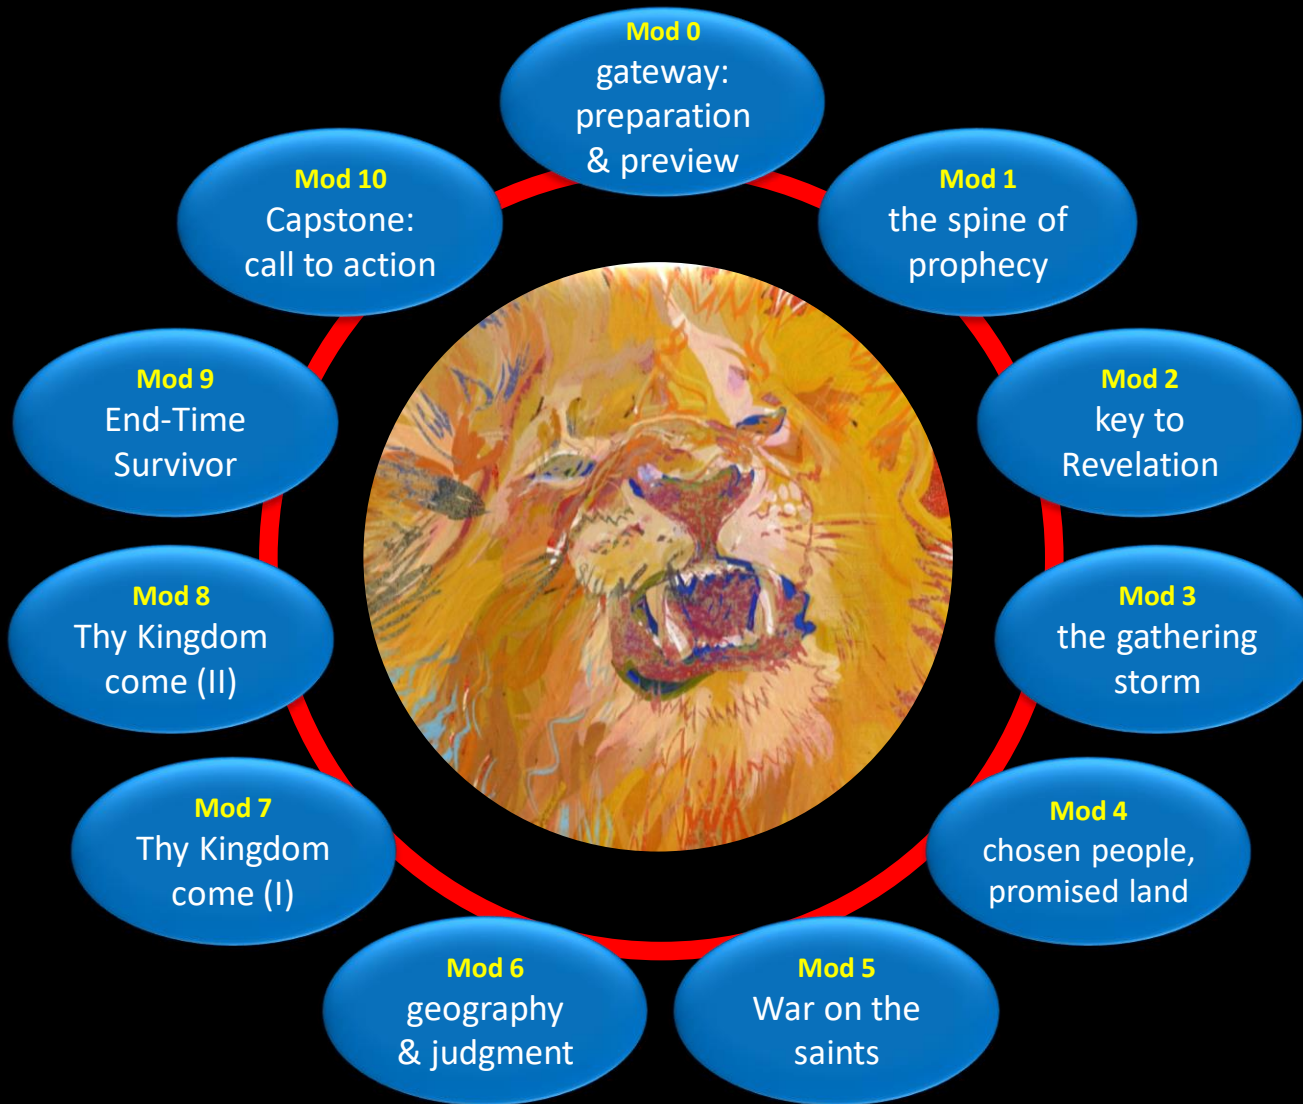 Mod 0
gateway:
preparation
& preview
Mod 1
the spine of
prophecy
Mod 2
key to
Revelation
Mod 3
the gathering
storm
Mod 4
chosen people,
promised land
Mod 5
War on the
saints
Mod 6
geography
& judgment
Mod 7
Thy Kingdom
come (I)
Mod 8
Thy Kingdom
come (II)
Mod 9
End-Time
Survivor
Mod 10
Capstone:
call to action